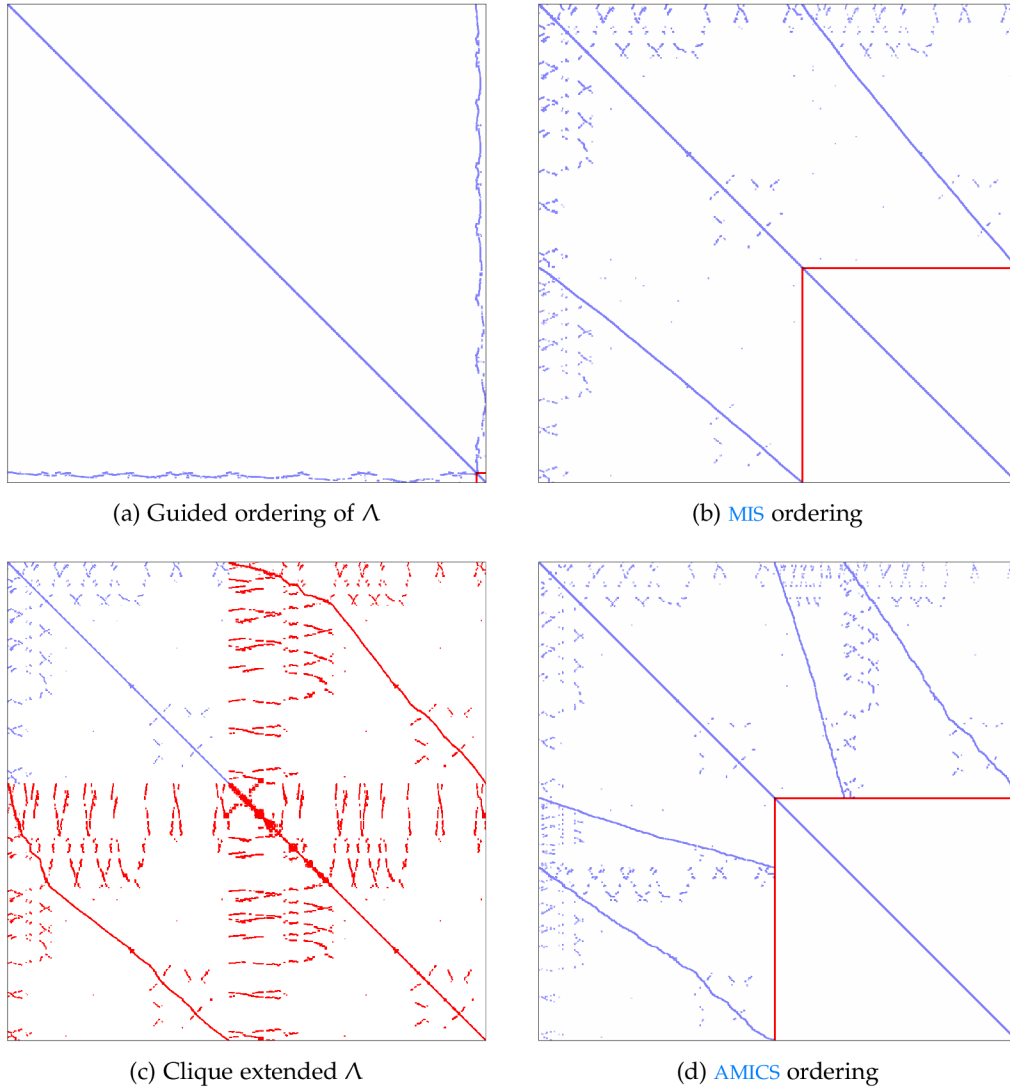 (a) Guided ordering of Λ
(b) MIS ordering
(c) Clique extended Λ
(d) AMICS ordering